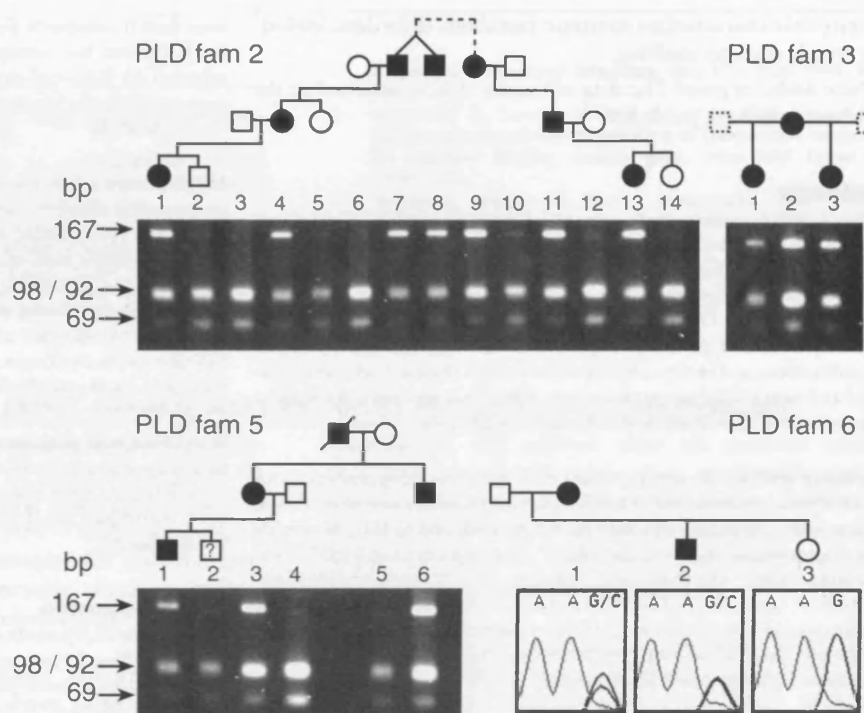 PLD fam 2
PLD fam 3
bp
1 2 3 4 5 6 7 8 9 10 11 12 13 14
1 2 3
167
98 / 92
69
PLD fam 5
PLD fam 6
?
bp
1 2 3 4 5 6
1 2 3
167
A A G/C
A A G/C
A A G
98 / 92
69